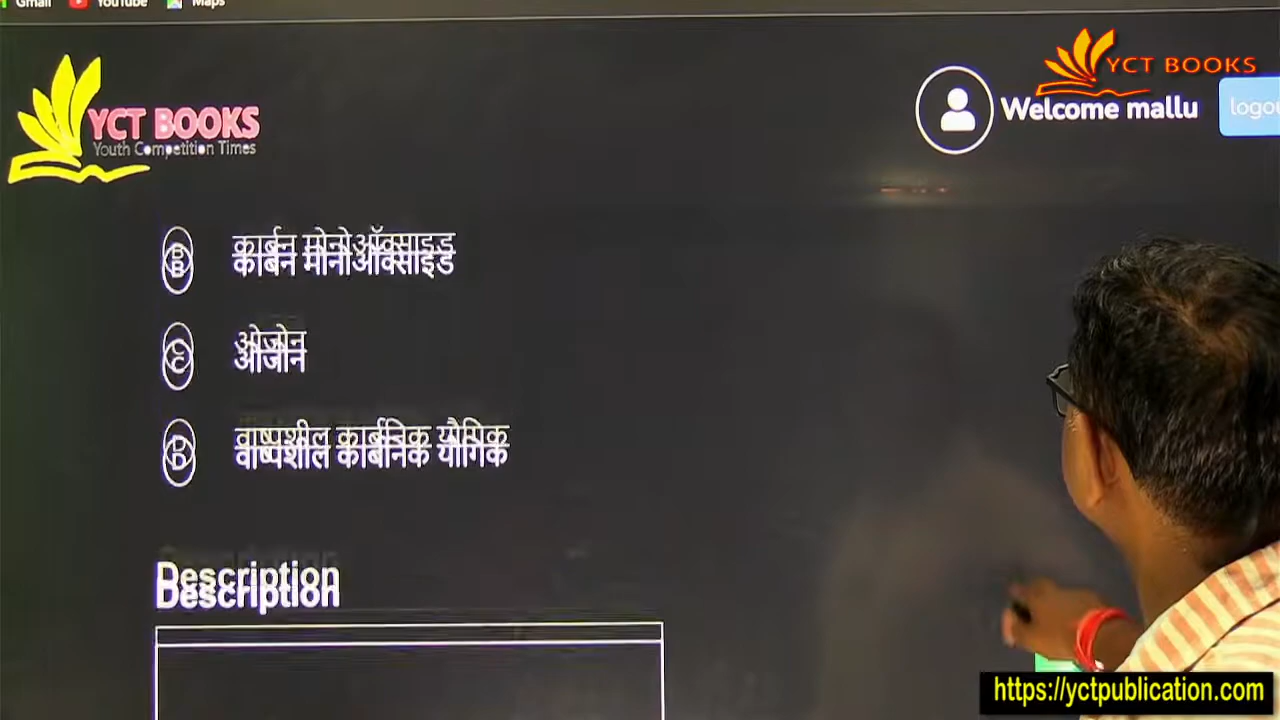 Gmail YouTube Maps
YCT BOOKS
Youth Competition Times
YCT BOOKS
Welcome mallu
B कार्बन मोनोऑक्साइड
C ओजोन
D वाष्पशील कार्बनिक यौगिक
Description
https://yctpublication.com